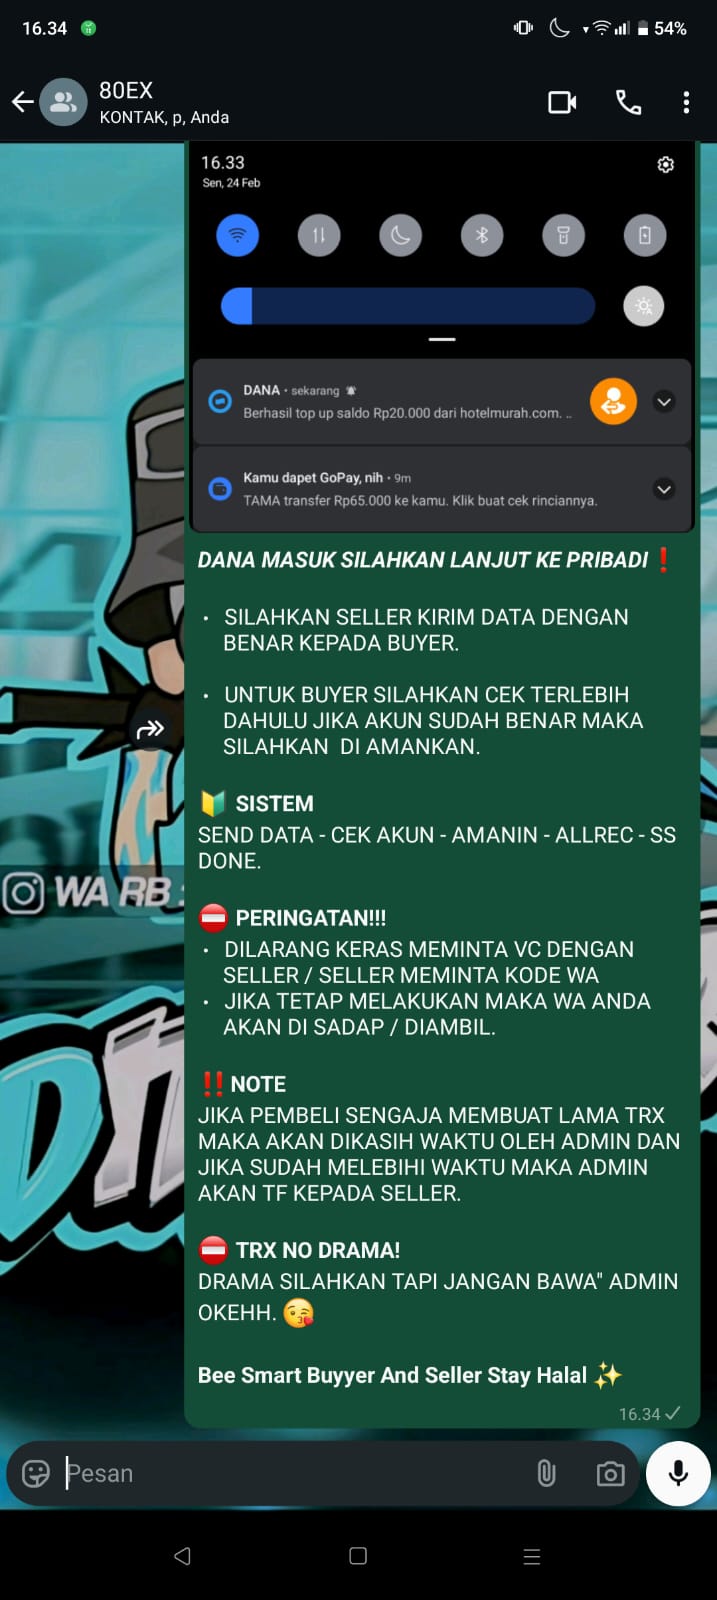 16.34
54%
80EX
KONTAK, p, Anda
16.33
Sen, 24 Feb
DANA • sekarang
Berhasil top up saldo Rp20.000 dari hotelmurah.com. ..
Kamu dapet GoPay, nih • 9m
TAMA transfer Rp65.000 ke kamu. Klik buat cek rinciannya.
DANA MASUK SILAHKAN LANJUT KE PRIBADI ❗
• SILAHKAN SELLER KIRIM DATA DENGAN
BENAR KEPADA BUYER.
• UNTUK BUYER SILAHKAN CEK TERLEBIH
DAHULU JIKA AKUN SUDAH BENAR MAKA
SILAHKAN  DI AMANKAN.
🔰 SISTEM
SEND DATA - CEK AKUN - AMANIN - ALLREC - SS
DONE.
WA RB :
⛔ PERINGATAN!!!
• DILARANG KERAS MEMINTA VC DENGAN
SELLER / SELLER MEMINTA KODE WA
• JIKA TETAP MELAKUKAN MAKA WA ANDA
AKAN DI SADAP / DIAMBIL.
‼️ NOTE
JIKA PEMBELI SENGAJA MEMBUAT LAMA TRX
MAKA AKAN DIKASIH WAKTU OLEH ADMIN DAN
JIKA SUDAH MELEBIHI WAKTU MAKA ADMIN
AKAN TF KEPADA SELLER.
⛔ TRX NO DRAMA!
DRAMA SILAHKAN TAPI JANGAN BAWA" ADMIN
OKEHH. 😘
Bee Smart Buyyer And Seller Stay Halal ✨
16.34
Pesan